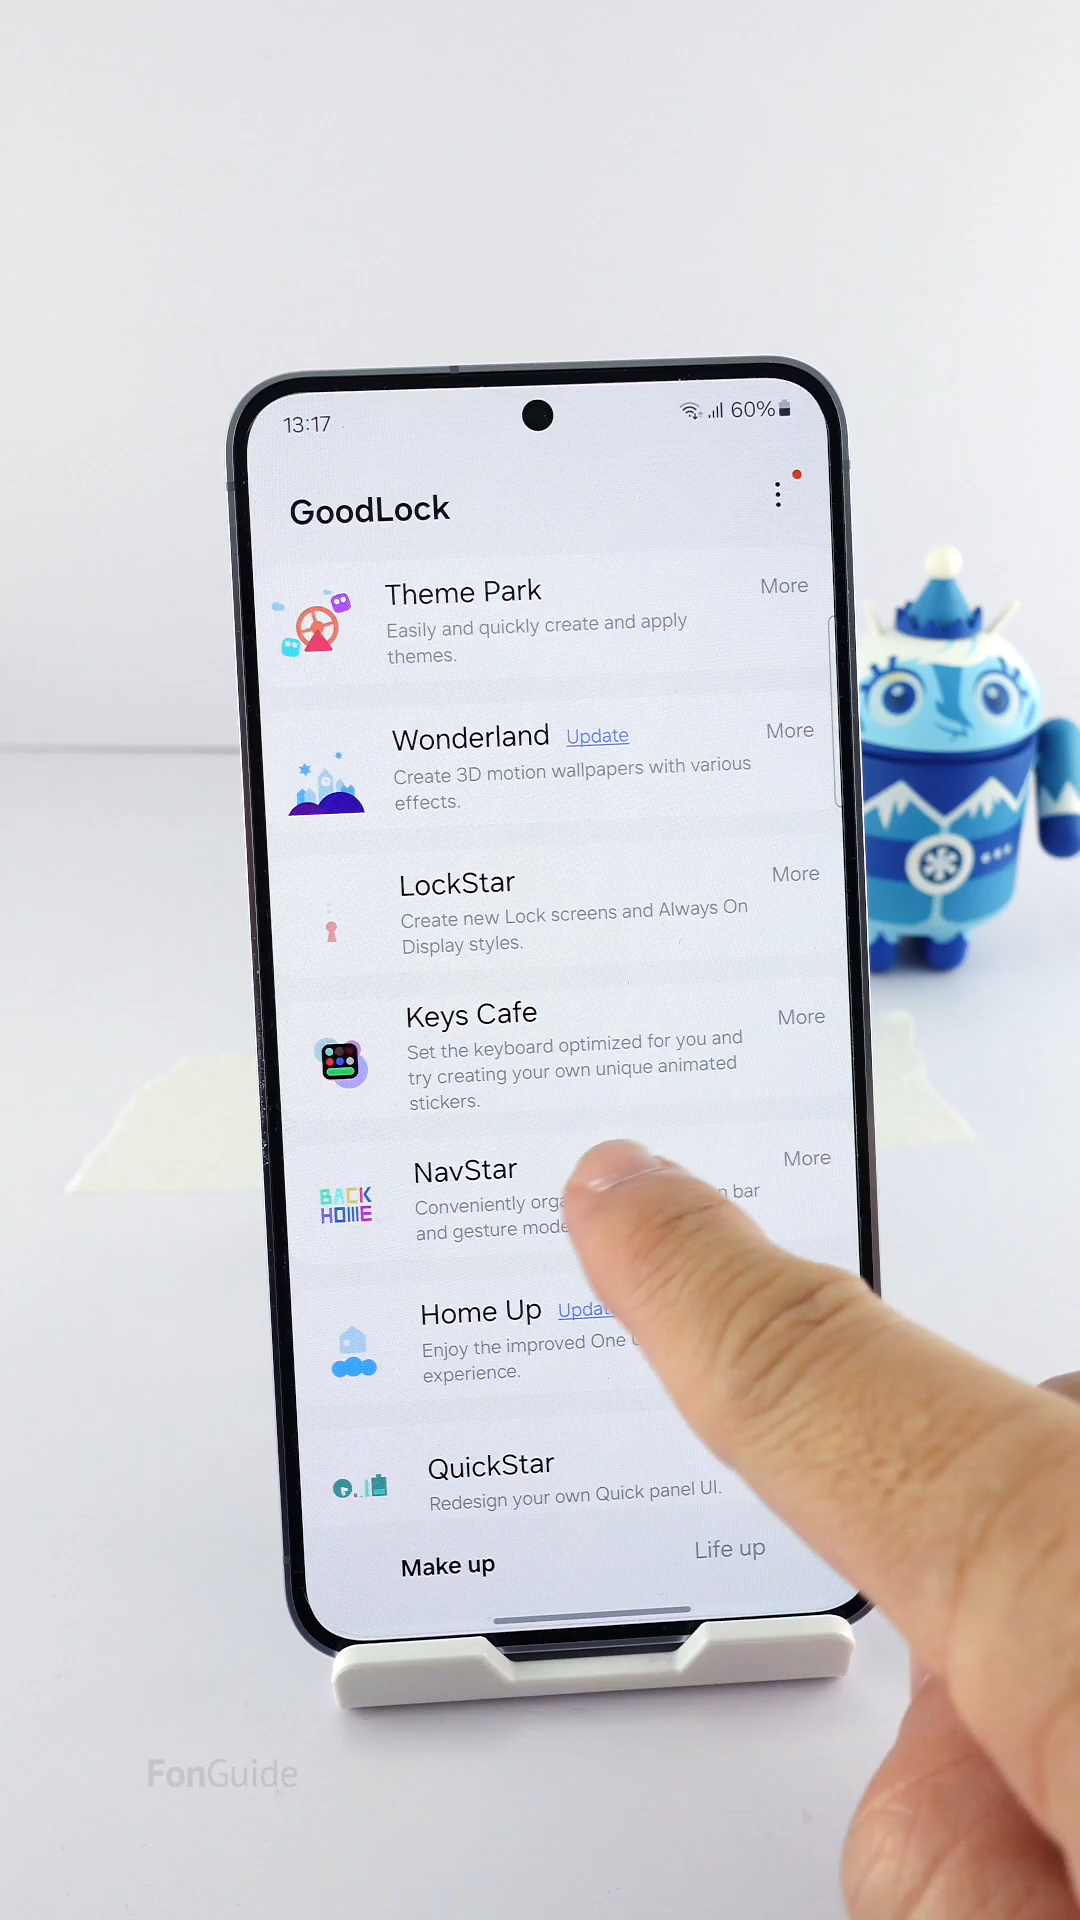 13:17
60%
GoodLock
Theme Park
More
Easily and quickly create and apply
themes.
Wonderland Update
More
Create 3D motion wallpapers with various
effects.
LockStar
More
Create new Lock screens and Always On
Display styles.
Keys Cafe
More
Set the keyboard optimized for you and
try creating your own unique animated
stickers.
BACK
HOME
NavStar
More
Conveniently bar
and gesture
Home Up
Enjoy the improved One
experience.
QuickStar
Redesign your own Quick panel UI.
Make up
Life up
FonGuide